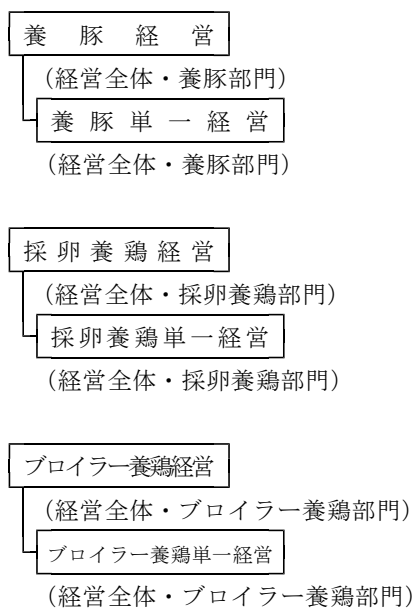 養豚経営
(経営全体・養豚部門)
養豚単一経営
(経営全体・養豚部門)
採卵養鶏経営
(経営全体・採卵養鶏部門)
採卵養鶏単一経営
(経営全体・採卵養鶏部門)
ブロイラー養鶏経営
(経営全体・ブロイラー養鶏部門)
ブロイラー養鶏単一経営
(経営全体・ブロイラー養鶏部門)